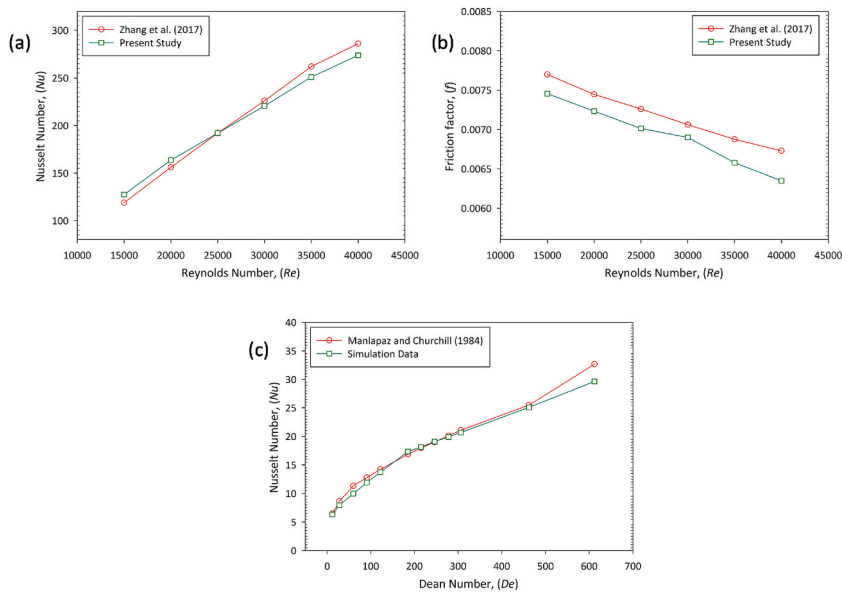 (a)
Zhang et al. (2017)
Present Study
Nusselt Number, (Nu)
300
250
200
150
100
10000 15000 20000 25000 30000 35000 40000 45000
Reynolds Number, (Re)
(b)
Zhang et al. (2017)
Present Study
Friction factor, (f)
0.0085
0.0080
0.0075
0.0070
0.0065
0.0060
10000 15000 20000 25000 30000 35000 40000 45000
Reynolds Number, (Re)
(c)
Manlapaz and Churchill (1984)
Simulation Data
Nusselt Number, (Nu)
40
35
30
25
20
15
10
5
0
0 100 200 300 400 500 600 700
Dean Number, (De)